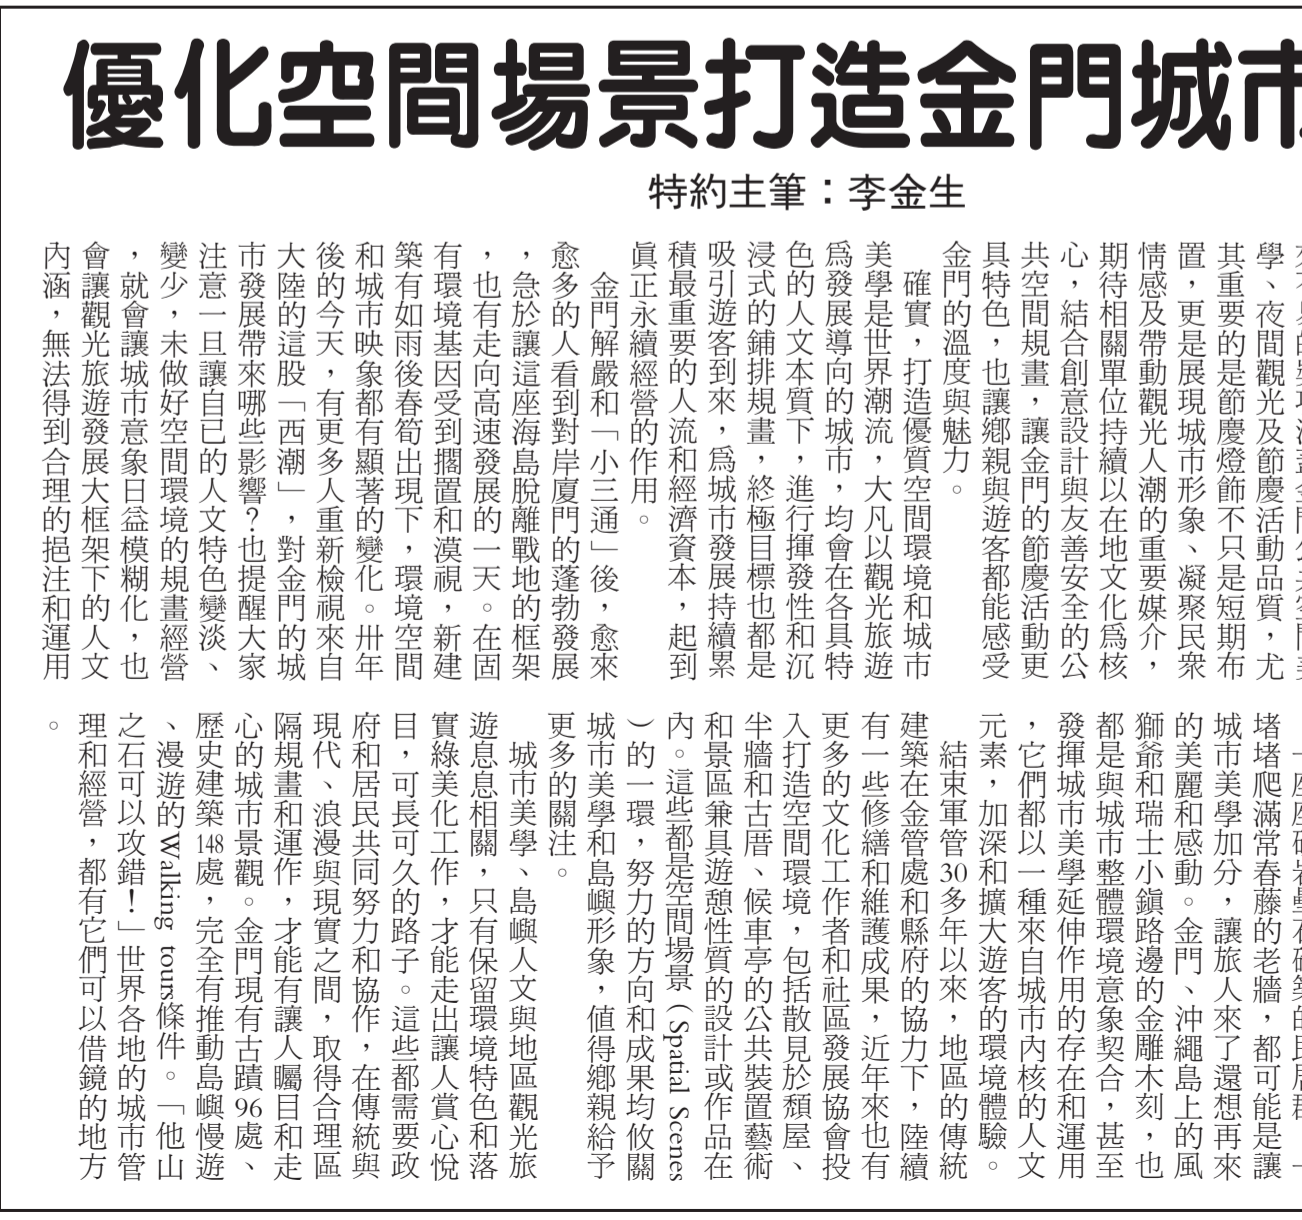 優化空間場景打造金門城市
特約主筆：李金生
學、夜間觀光及節慶活動品質，尤
其重要的是節慶燈飾不只是短期布
置，更是展現城市形象、凝聚民衆
情感及帶動觀光人潮的重要媒介，
期待相關單位持續以在地文化爲核
心，結合創意設計與友善安全的公
共空間規畫，讓金門的節慶活動更
具特色，也讓鄉親與遊客都能感受
金門的溫度與魅力。
確實，打造優質空間環境和城市
美學是世界潮流，大凡以觀光旅遊
爲發展導向的城市，均會在各具特
色的人文本質下，進行揮發性和沉
浸式的鋪排規畫，終極目標也都是
吸引遊客到來，爲城市發展持續累
積最重要的人流和經濟資本，起到
眞正永續經營的作用。
金門解嚴和「小三通」後，愈來
愈多的人看到對岸廈門的蓬勃發展
，急於讓這座海島脫離戰地的框架
，也有走向高速發展的一天。在固
有環境基因受到擱置和漠視，新建
築有如雨後春筍出現下，環境空間
和城市映象都有顯著的變化。卅年
後的今天，有更多人重新檢視來自
大陸的這股「西潮」，對金門的城
市發展帶來哪些影響？也提醒大家
注意一旦讓自已的人文特色變淡、
變少，未做好空間環境的規畫經營
，就會讓城市意象日益模糊化，也
會讓觀光旅遊發展大框架下的人文
內涵，無法得到合理的挹注和運用
堵堵爬滿常春藤的老牆，都可能是讓
城市美學加分，讓旅人來了還想再來
的美麗和感動。金門、沖繩島上的風
獅爺和瑞士小鎭路邊的金雕木刻，也
都是與城市整體環境意象契合，甚至
發揮城市美學延伸作用的存在和運用
，它們都以一種來自城市內核的人文
元素，加深和擴大遊客的環境體驗。
結束軍管30多年以來，地區的傳統
建築在金管處和縣府的協力下，陸續
有一些修繕和維護成果，近年來也有
更多的文化工作者和社區發展協會投
入打造空間環境，包括散見於頹屋、
半牆和古厝、候車亭的公共裝置藝術
和景區兼具遊憩性質的設計或作品在
內。這些都是空間場景（Spatial Scenes
）的一環，努力的方向和成果均攸關
城市美學和島嶼形象，值得鄉親給予
更多的關注。
城市美學、島嶼人文與地區觀光旅
遊息息相關，只有保留環境特色和落
實綠美化工作，才能走出讓人賞心悅
目，可長可久的路子。這些都需要政
府和居民共同努力和協作，在傳統與
現代、浪漫與現實之間，取得合理區
隔規畫和運作，才能有讓人矚目和走
心的城市景觀。金門現有古蹟96處、
歷史建築148處，完全有推動島嶼慢遊
、漫遊的Walking tours條件。「他山
之石可以攻錯！」世界各地的城市管
理和經營，都有它們可以借鏡的地方
。